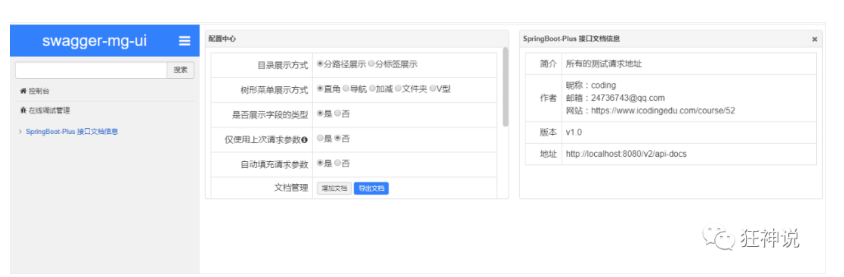 swagger-mg-ui
搜索
控制台
在线调试管理
SpringBoot-Plus 接口文档信息
配置中心
目录展示方式 分路径展示 分标签展示
树形菜单展示方式 直角 导航 加减 文件夹 V型
是否展示字段的类型 是 否
仅使用上次请求参数 是 否
自动填充请求参数 是 否
文档管理 增加文档 导出文档
SpringBoot-Plus 接口文档信息 ×
简介 所有的测试请求地址
作者 昵称：coding
邮箱：24736743@qq.com
网站：https://www.icodingedu.com/course/52
版本 v1.0
地址 http://localhost:8080/v2/api-docs
狂神说